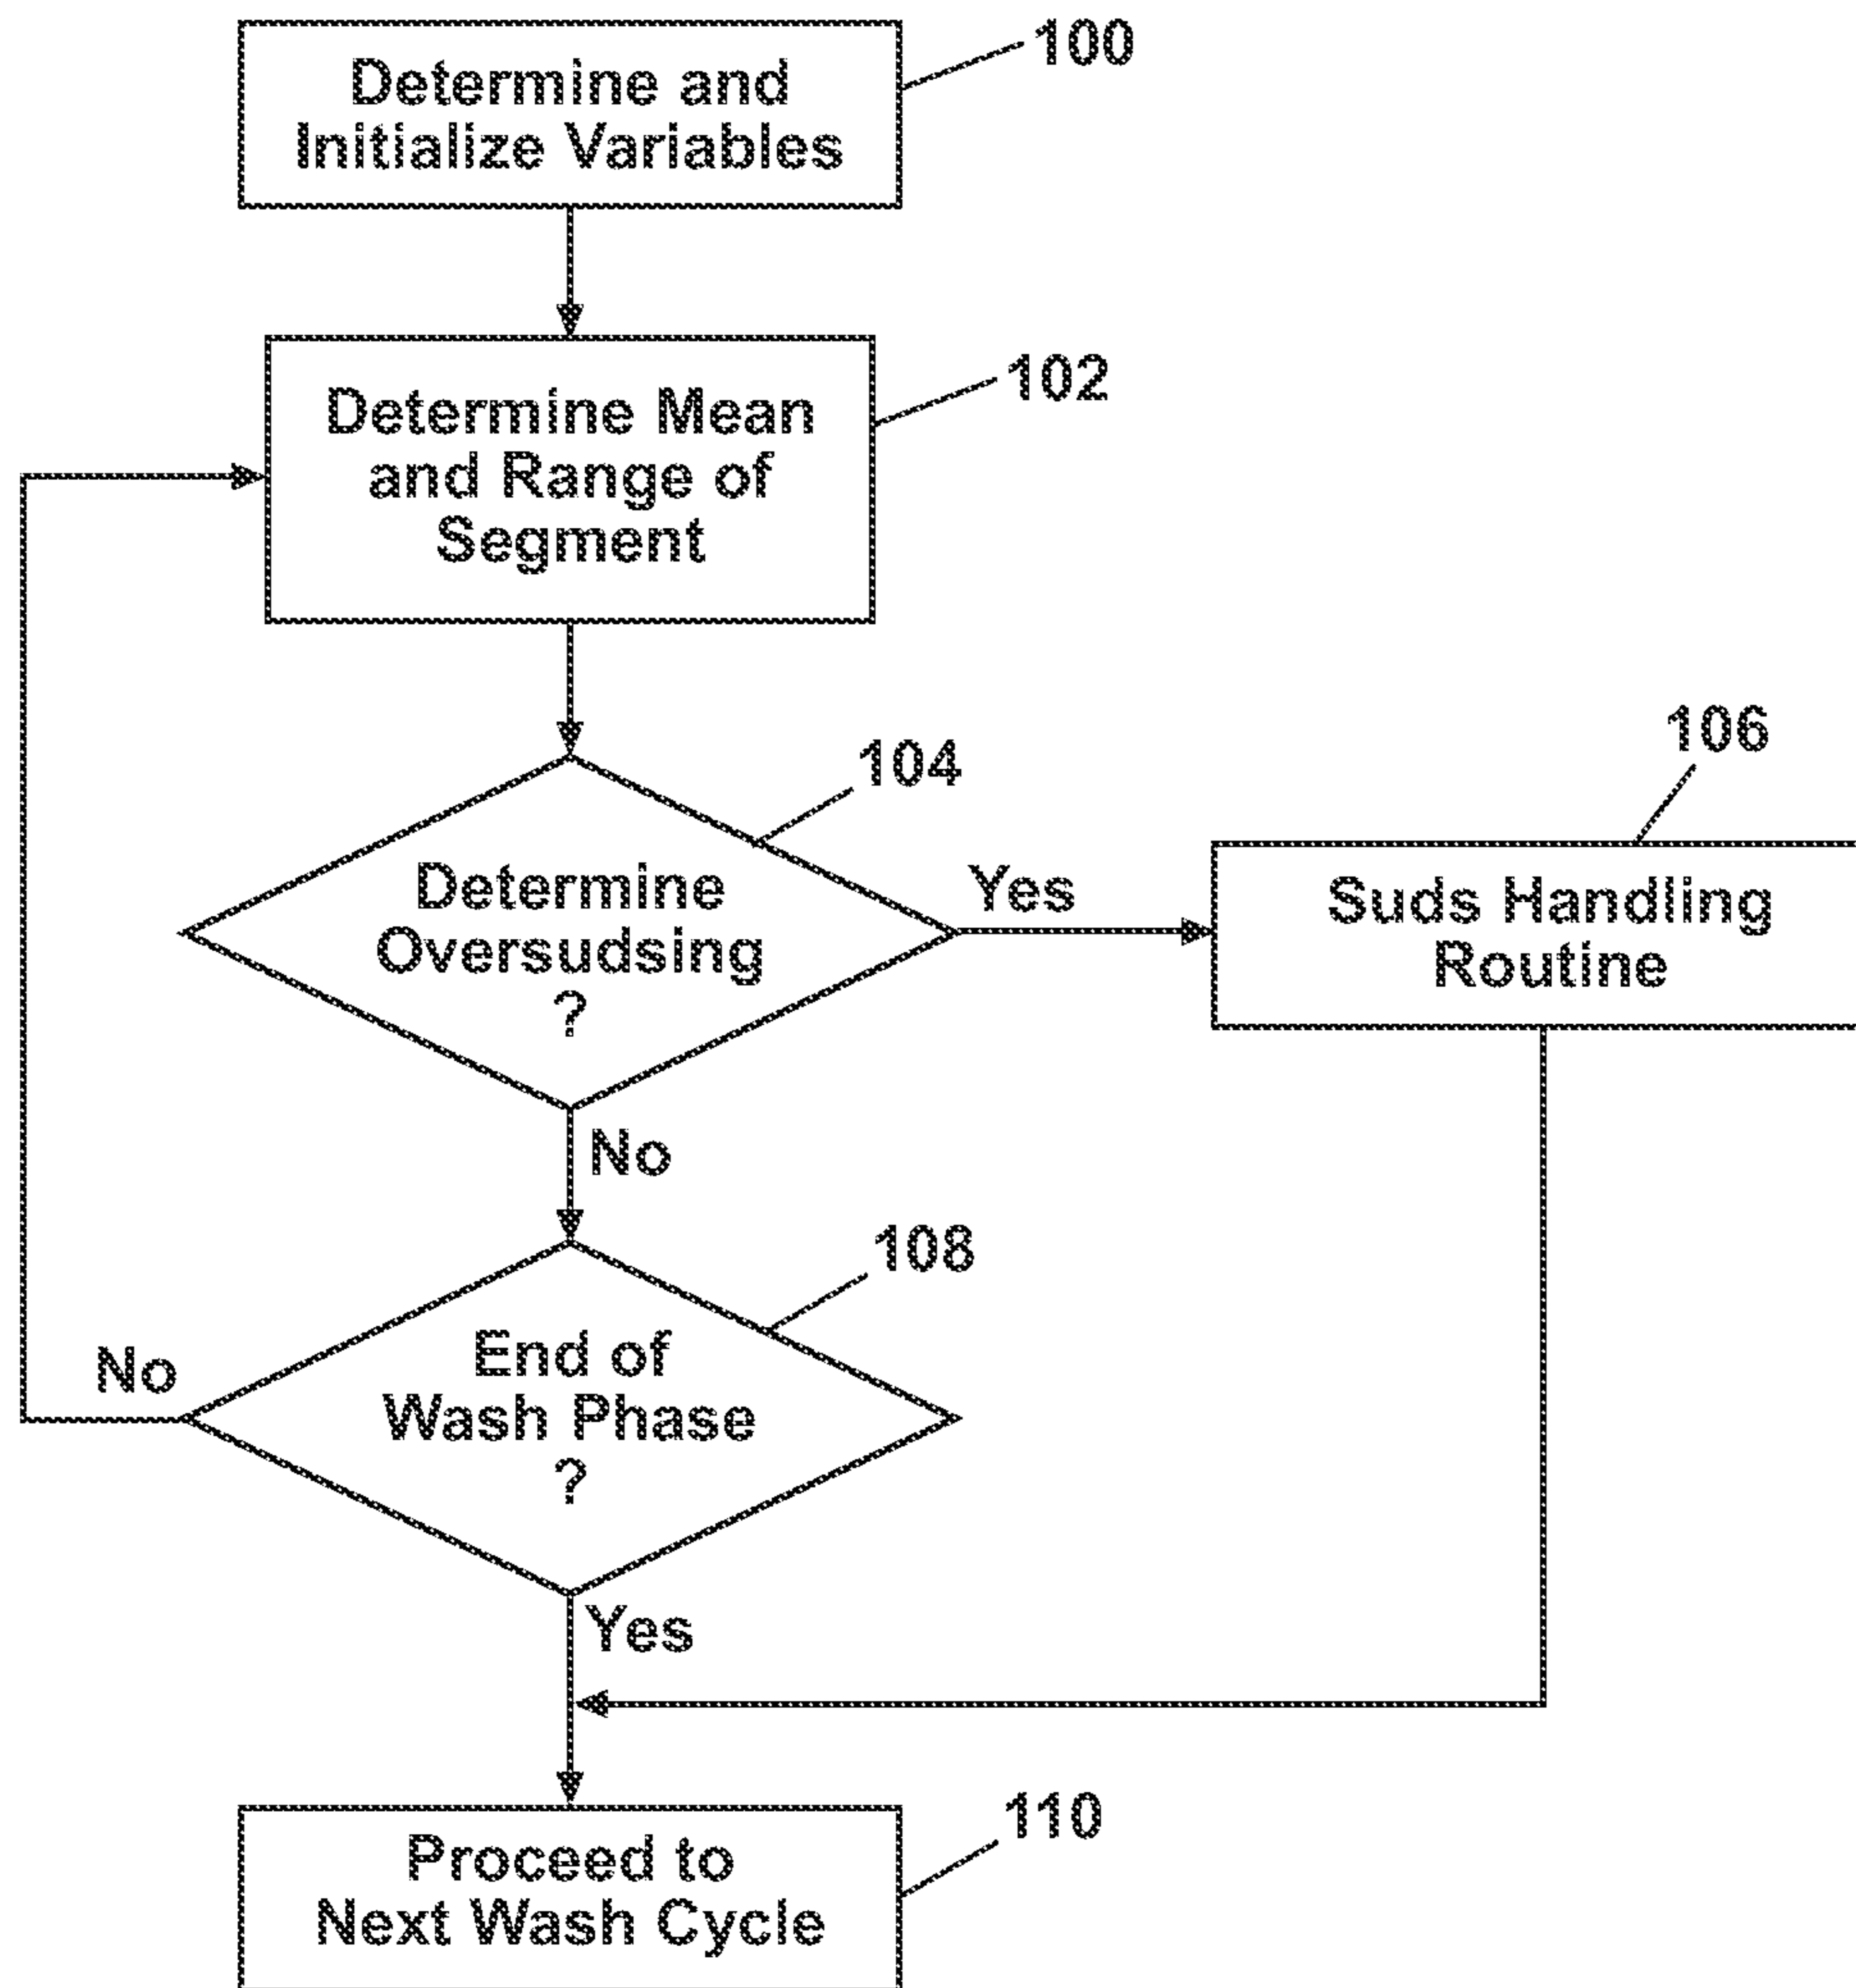 Determine and
Initialize Variables
100
Determine Mean
and Range of
Segment
102
Determine
Oversudsing
?
104
Yes
Suds Handling
Routine
106
No
End of
Wash Phase
?
108
No
Yes
Proceed to
Next Wash Cycle
110